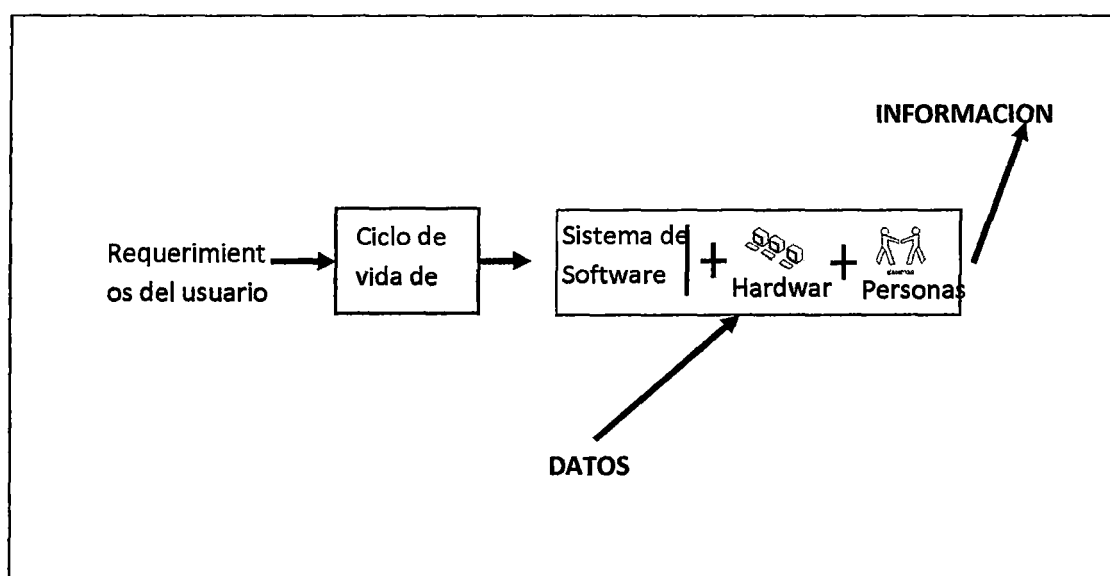 INFORMACION
Requerimient
os del usuario
Ciclo de
vida de
Sistema de
Software
+
Hardwar
+
Personas
DATOS